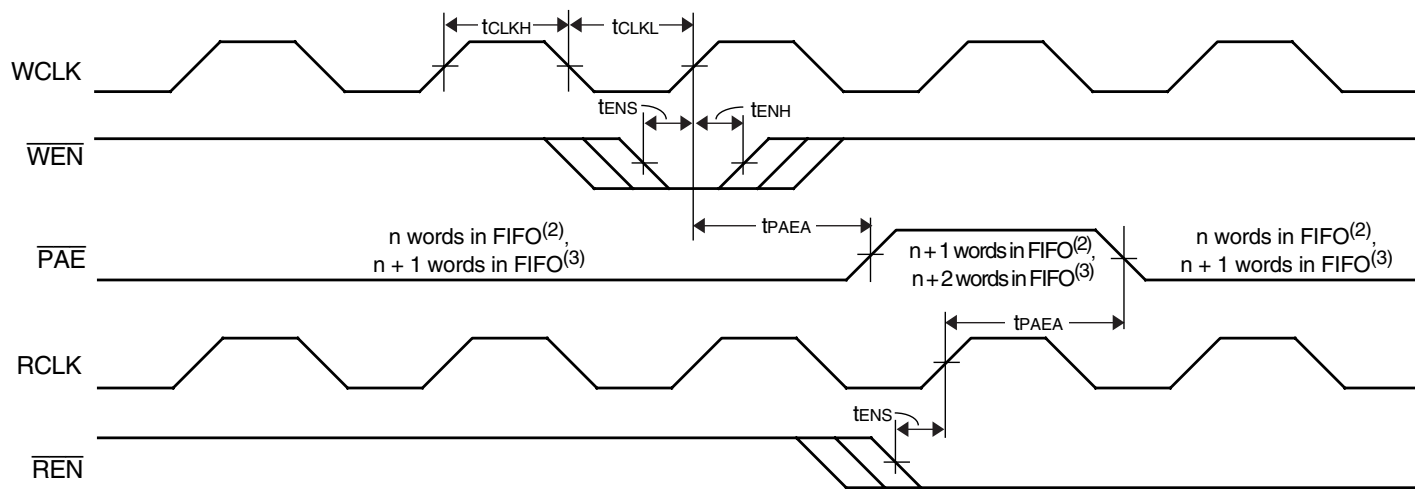 tCLKH
tCLKL
WCLK
tENS
tENH
WEN
tPAEA
PAE
n words in FIFO(2),
n + 1 words in FIFO(3)
n + 1 words in FIFO(2),
n + 2 words in FIFO(3)
n words in FIFO(2),
n + 1 words in FIFO(3)
tPAEA
RCLK
tENS
REN